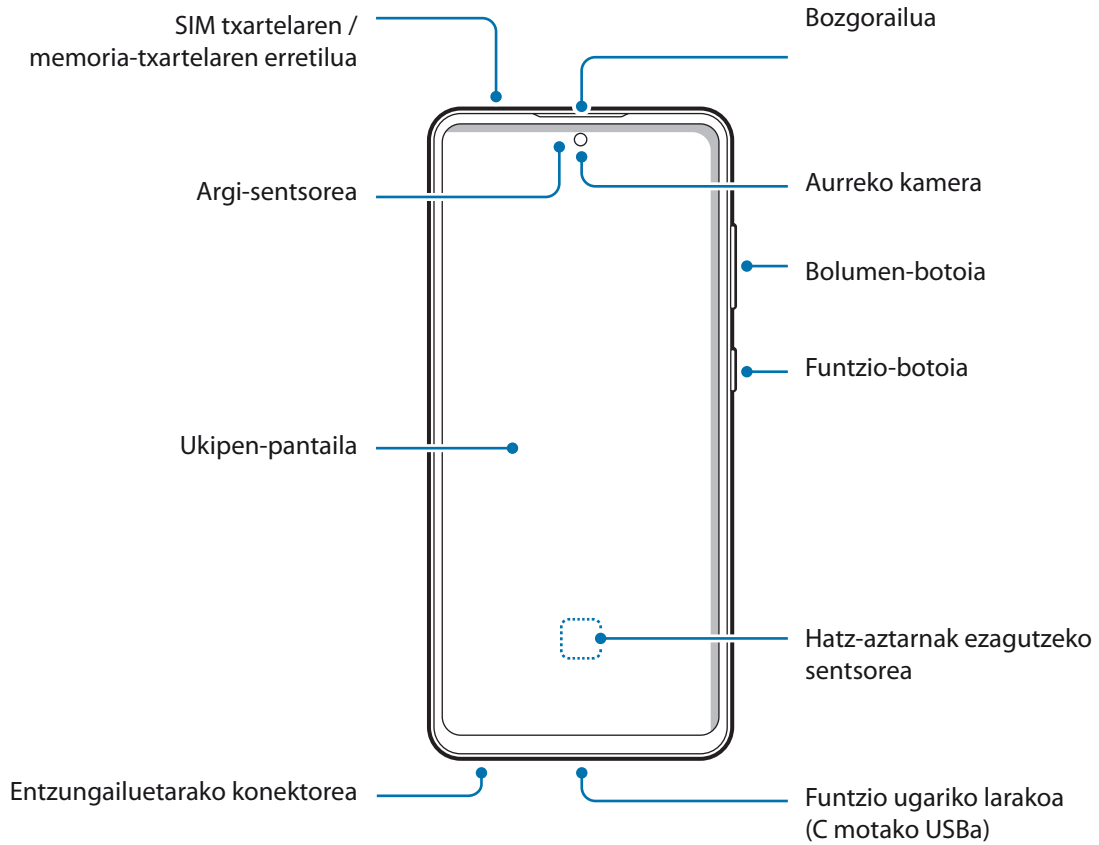 SIM txartelaren /
memoria-txartelaren erretilua
Bozgorailua
Argi-sentsorea
Aurreko kamera
Bolumen-botoia
Funtzio-botoia
Ukipen-pantaila
Hatz-aztarnak ezagutzeko
sentsorea
Entzungailuetarako konektorea
Funtzio ugariko larakoa
(C motako USBa)